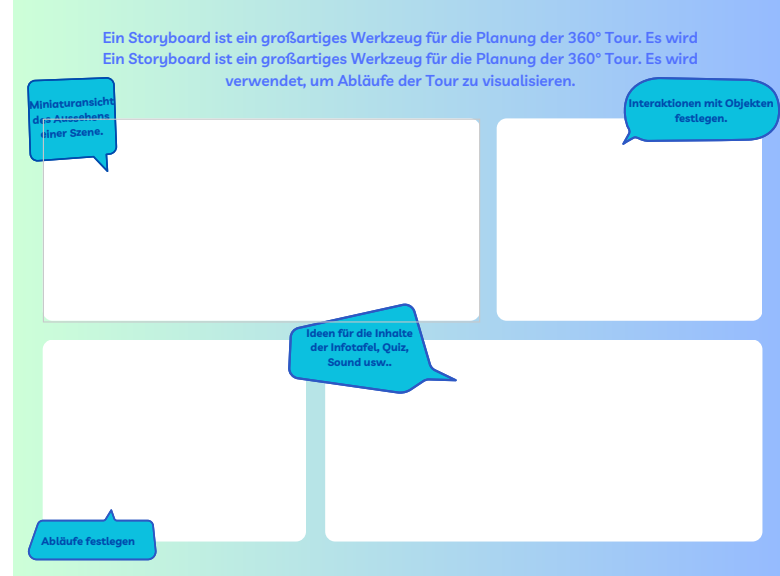 Ein Storyboard ist ein großartiges Werkzeug für die Planung der 360° Tour. Es wird
Ein Storyboard ist ein großartiges Werkzeug für die Planung der 360° Tour. Es wird
verwendet, um Abläufe der Tour zu visualisieren.
Miniaturansicht
des Aussehens
einer Szene.
Interaktionen mit Objekten
festlegen.
Ideen für die Inhalte
der Infotafel, Quiz,
Sound usw..
Abläufe festlegen